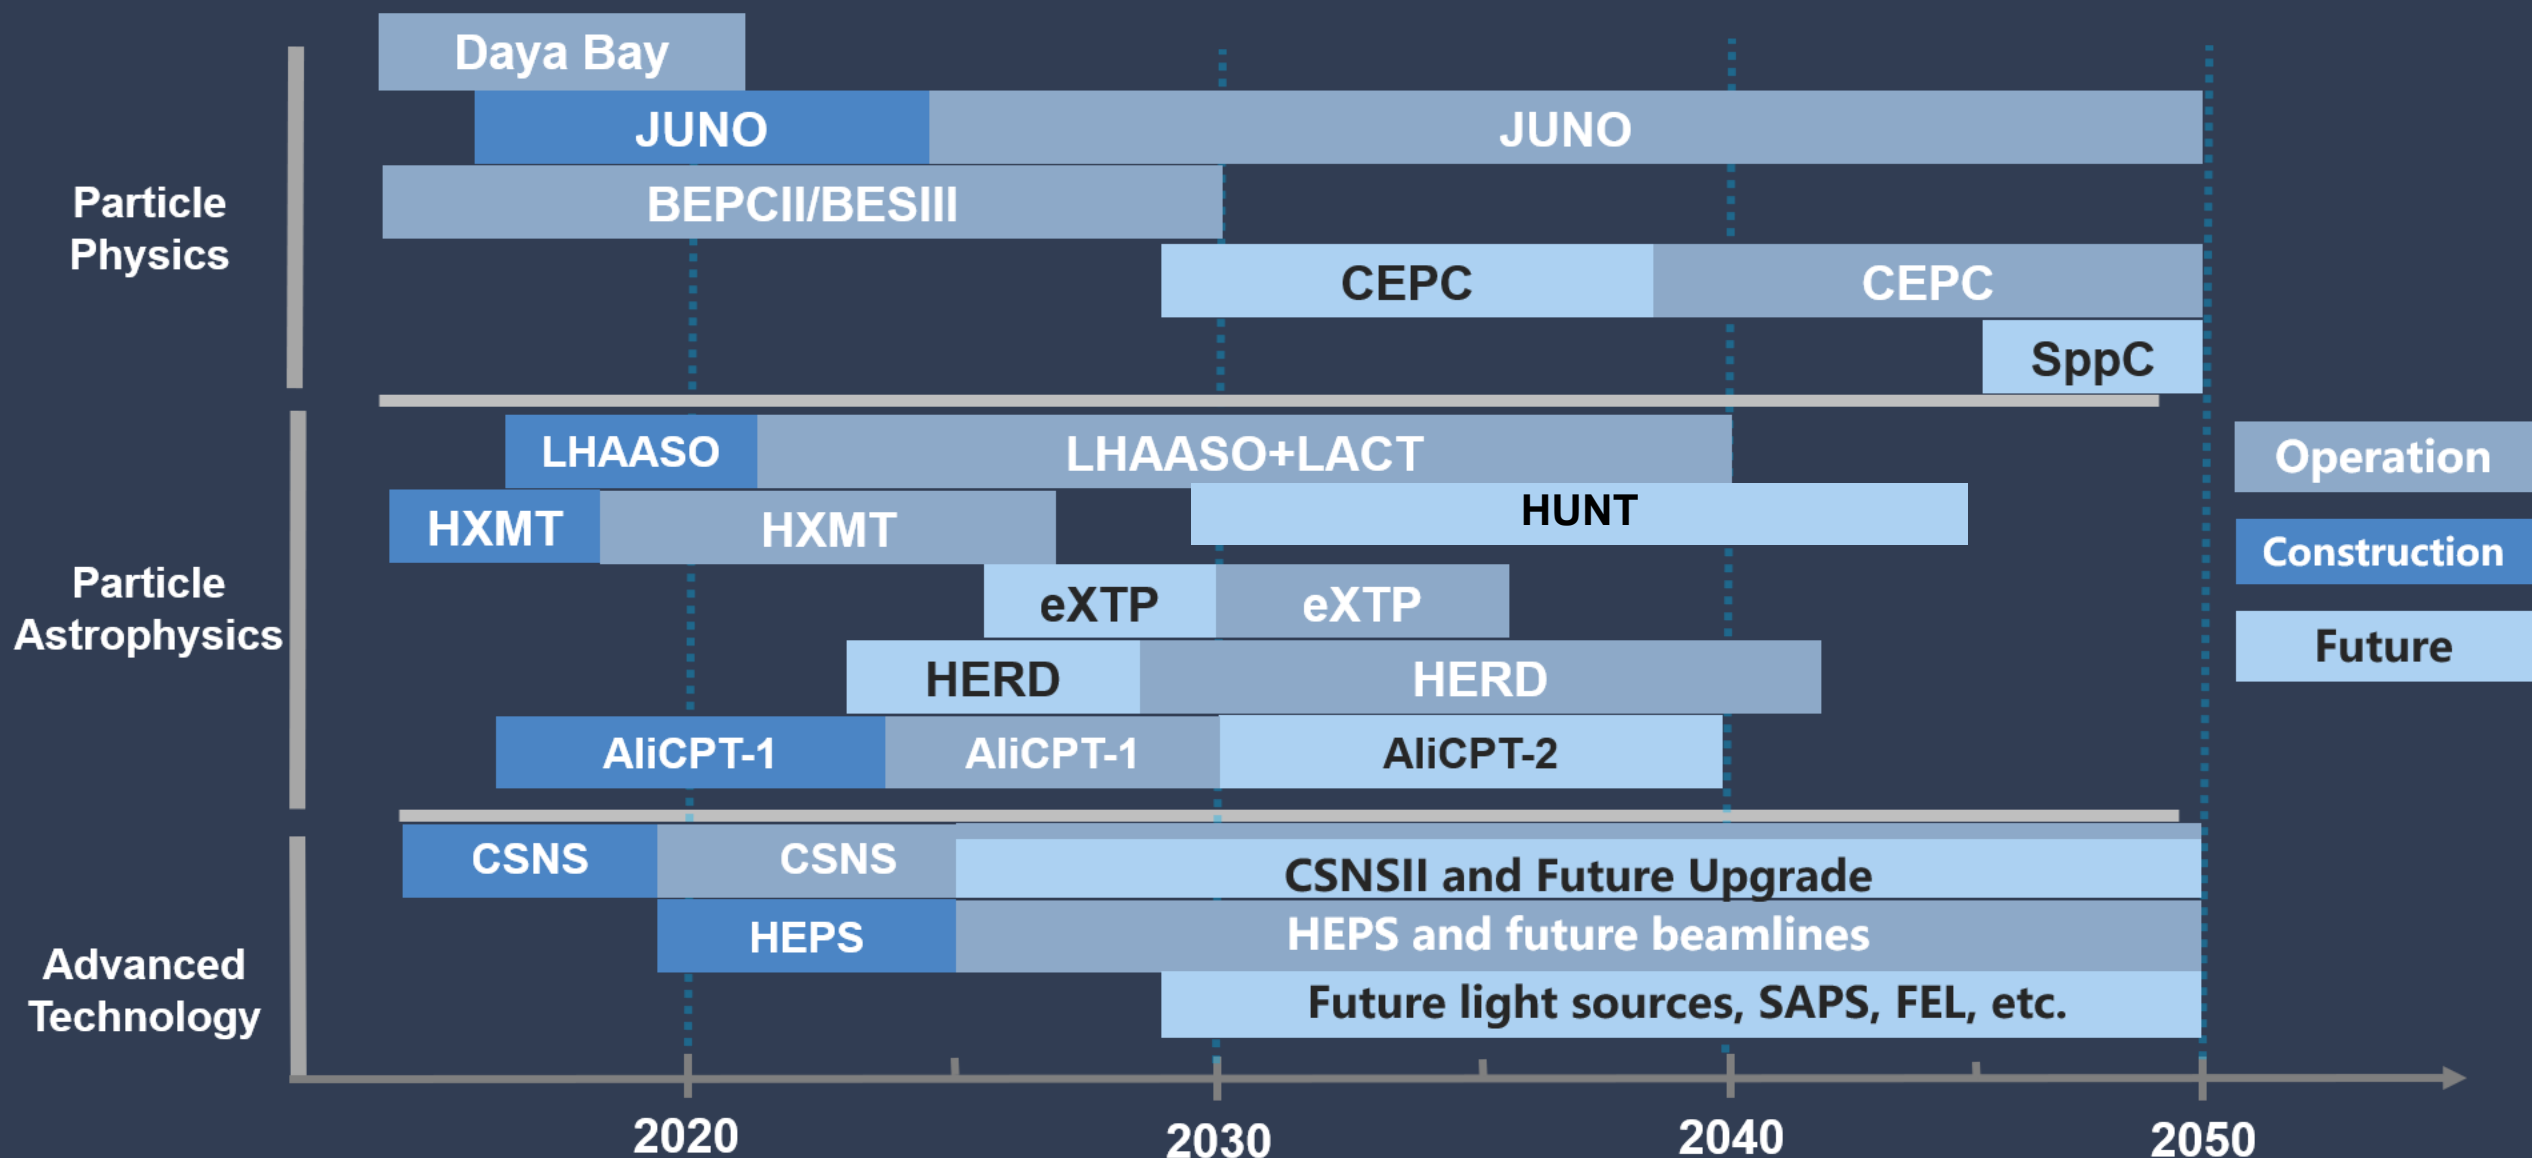 Daya Bay
JUNO
JUNO
BEPCII/BESIII
Particle
Physics
CEPC
CEPC
SppC
LHAASO
LHAASO+LACT
Operation
HXMT
HXMT
HUNT
Construction
Particle
Astrophysics
eXTP
eXTP
Future
HERD
HERD
AliCPT-1
AliCPT-1
AliCPT-2
CSNS
CSNS
CSNSII and Future Upgrade
HEPS
HEPS and future beamlines
Advanced
Technology
Future light sources, SAPS, FEL, etc.
2020
2030
2040
2050